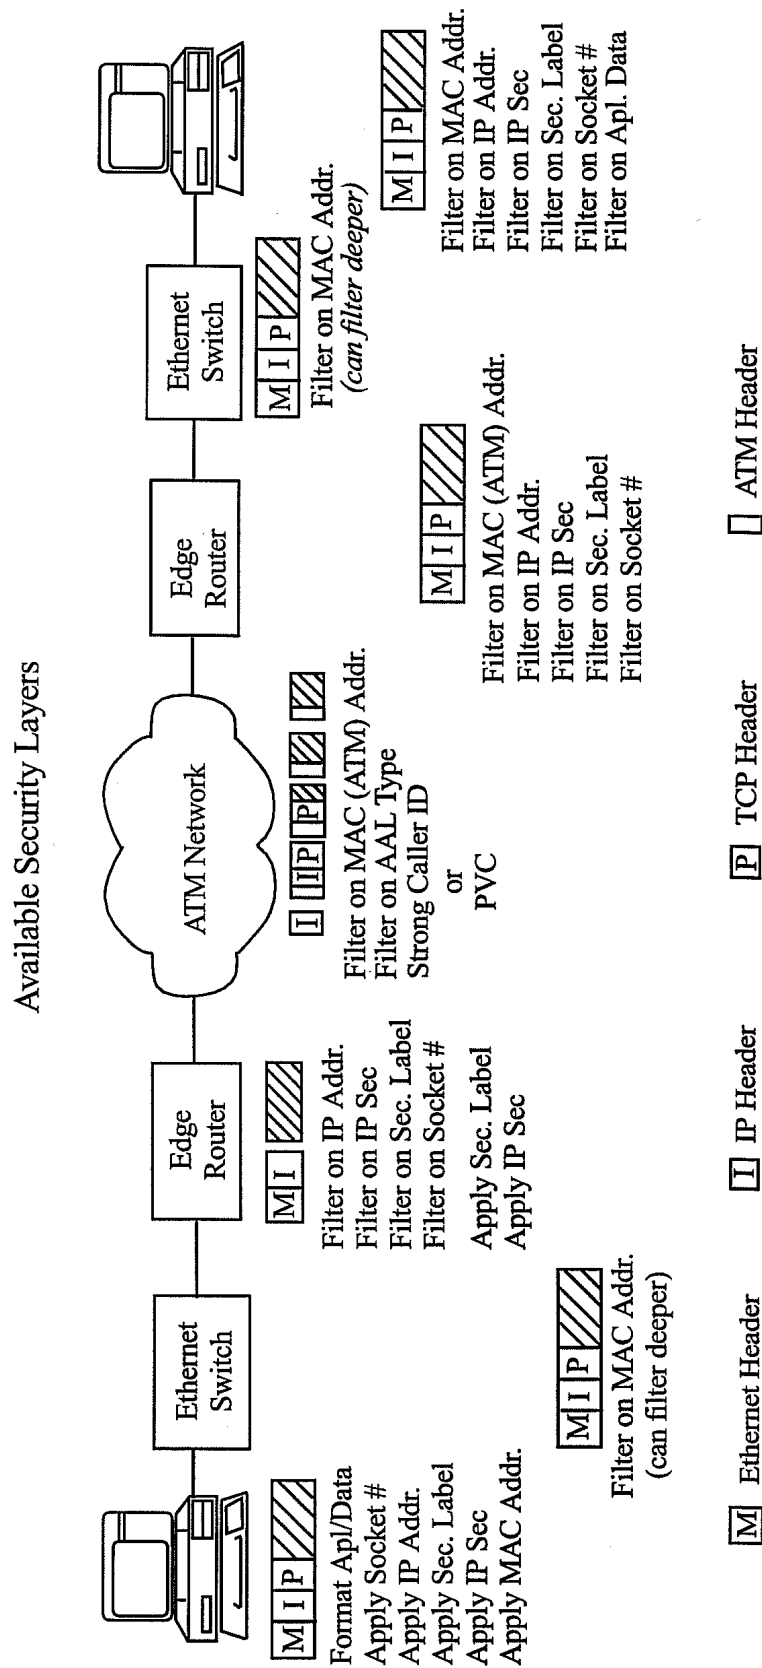 Available Security Layers
Ethernet
Switch
Edge
Router
ATM Network
Edge
Router
Ethernet
Switch
M I P
Format Apl/Data
Apply Socket #
Apply IP Addr.
Apply Sec. Label
Apply IP Sec
Apply MAC Addr.
M I P
Filter on MAC Addr.
(can filter deeper)
M I
Filter on IP Addr.
Filter on IP Sec
Filter on Sec. Label
Filter on Socket #
Apply Sec. Label
Apply IP Sec
I I P P
Filter on MAC (ATM) Addr.
Filter on AAL Type
Strong Caller ID
or
PVC
M I P
Filter on MAC (ATM) Addr.
Filter on IP Addr.
Filter on IP Sec
Filter on Sec. Label
Filter on Socket #
M I P
Filter on MAC Addr.
(can filter deeper)
M I P
Filter on MAC Addr.
Filter on IP Addr.
Filter on IP Sec
Filter on Sec. Label
Filter on Socket #
Filter on Apl. Data
M Ethernet Header
I IP Header
P TCP Header
ATM Header